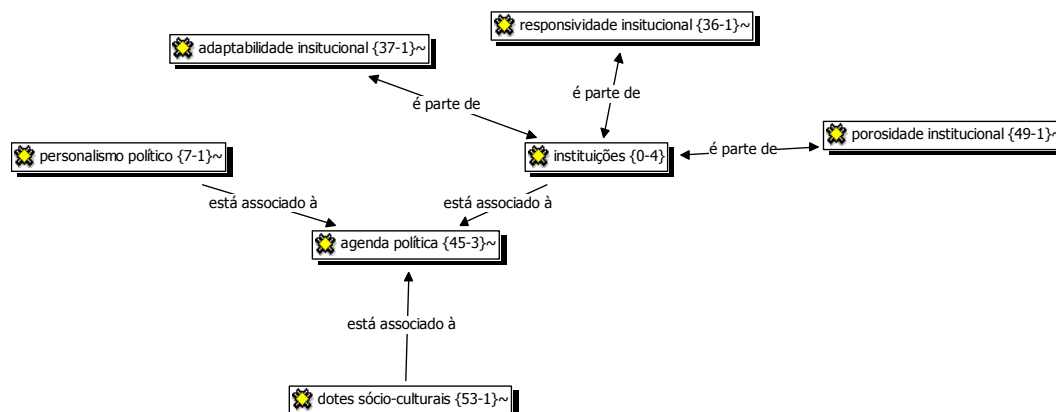 responsividade insitucional {36-1}~
adaptabilidade insitucional {37-1}~
é parte de
é parte de
porosidade institucional {49-1}~
é parte de
personalismo político {7-1}~
instituições {0-4}
está associado à
está associado à
agenda política {45-3}~
está associado à
dotes sócio-culturais {53-1}~